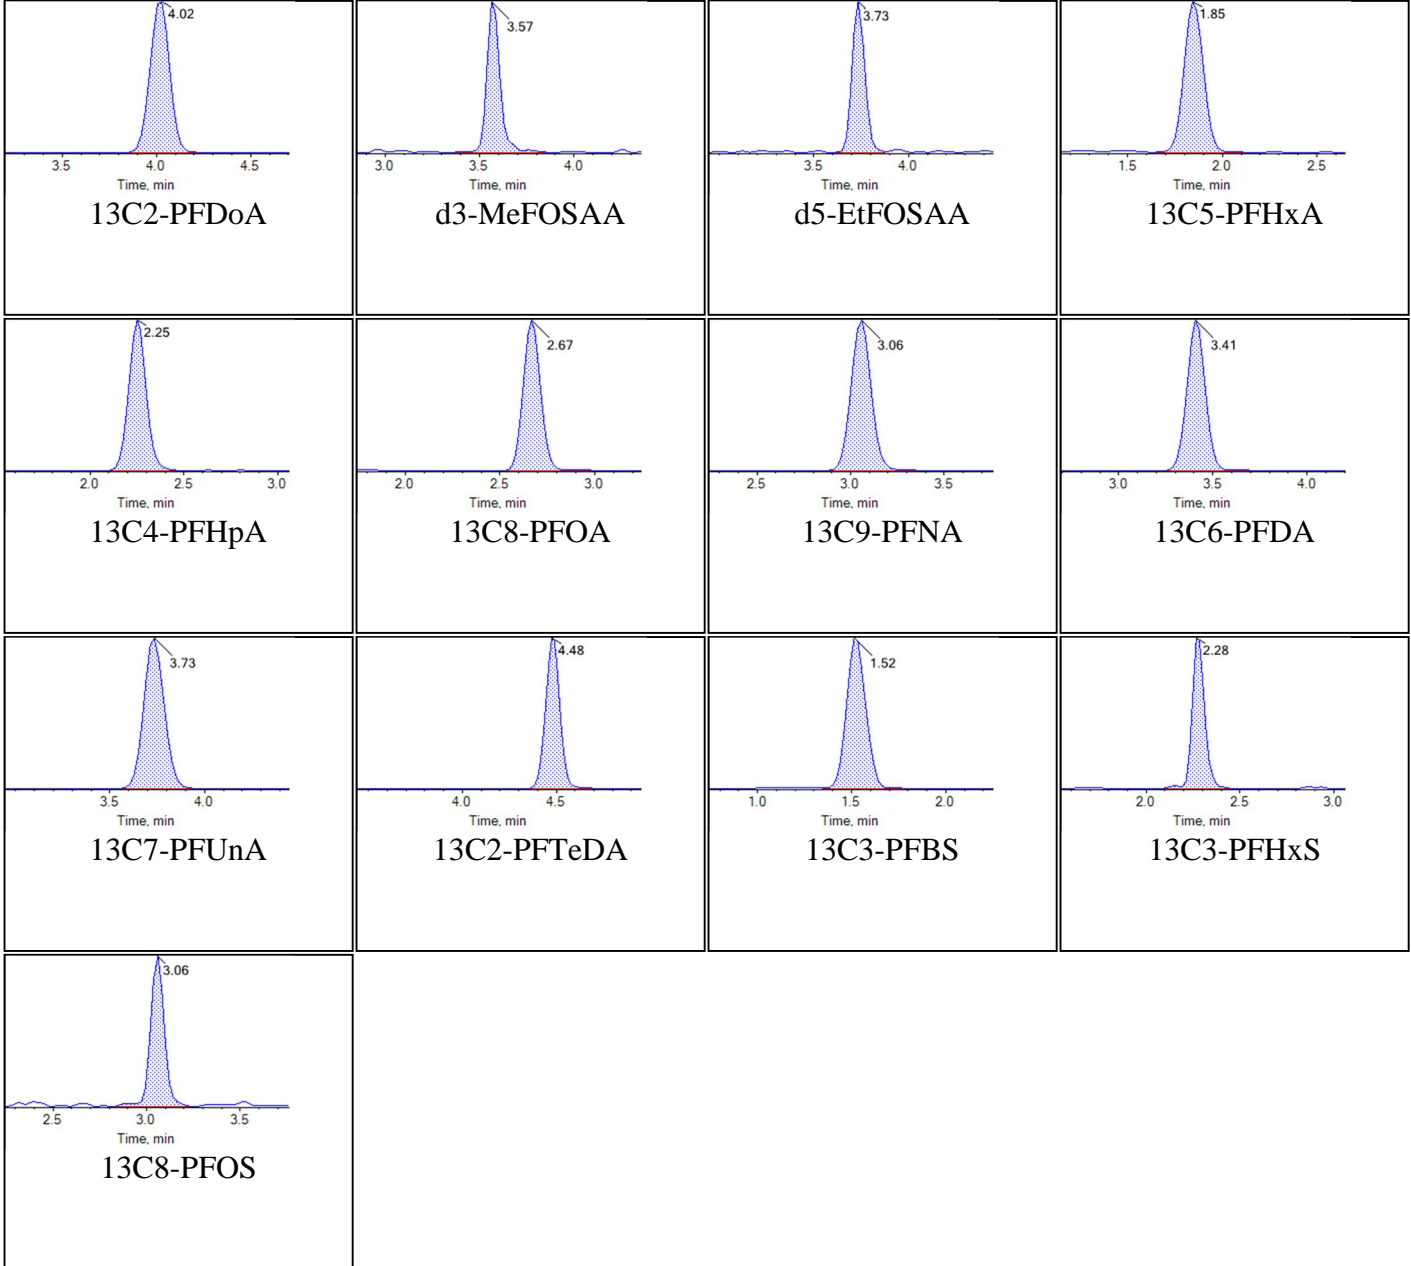 4.02
3.5 4.0 4.5
Time, min
13C2-PFDoA
3.57
3.0 3.5 4.0
Time, min
d3-MeFOSAA
3.73
3.5 4.0
Time, min
d5-EtFOSAA
1.85
1.5 2.0 2.5
Time, min
13C5-PFHxA
2.25
2.0 2.5 3.0
Time, min
13C4-PFHpA
2.67
2.0 2.5 3.0
Time, min
13C8-PFOA
3.06
2.5 3.0 3.5
Time, min
13C9-PFNA
3.41
3.0 3.5 4.0
Time, min
13C6-PFDA
3.73
3.5 4.0
Time, min
13C7-PFUnA
4.48
4.0 4.5
Time, min
13C2-PFTeDA
1.52
1.0 1.5 2.0
Time, min
13C3-PFBS
2.28
2.0 2.5 3.0
Time, min
13C3-PFHxS
3.06
2.5 3.0 3.5
Time, min
13C8-PFOS